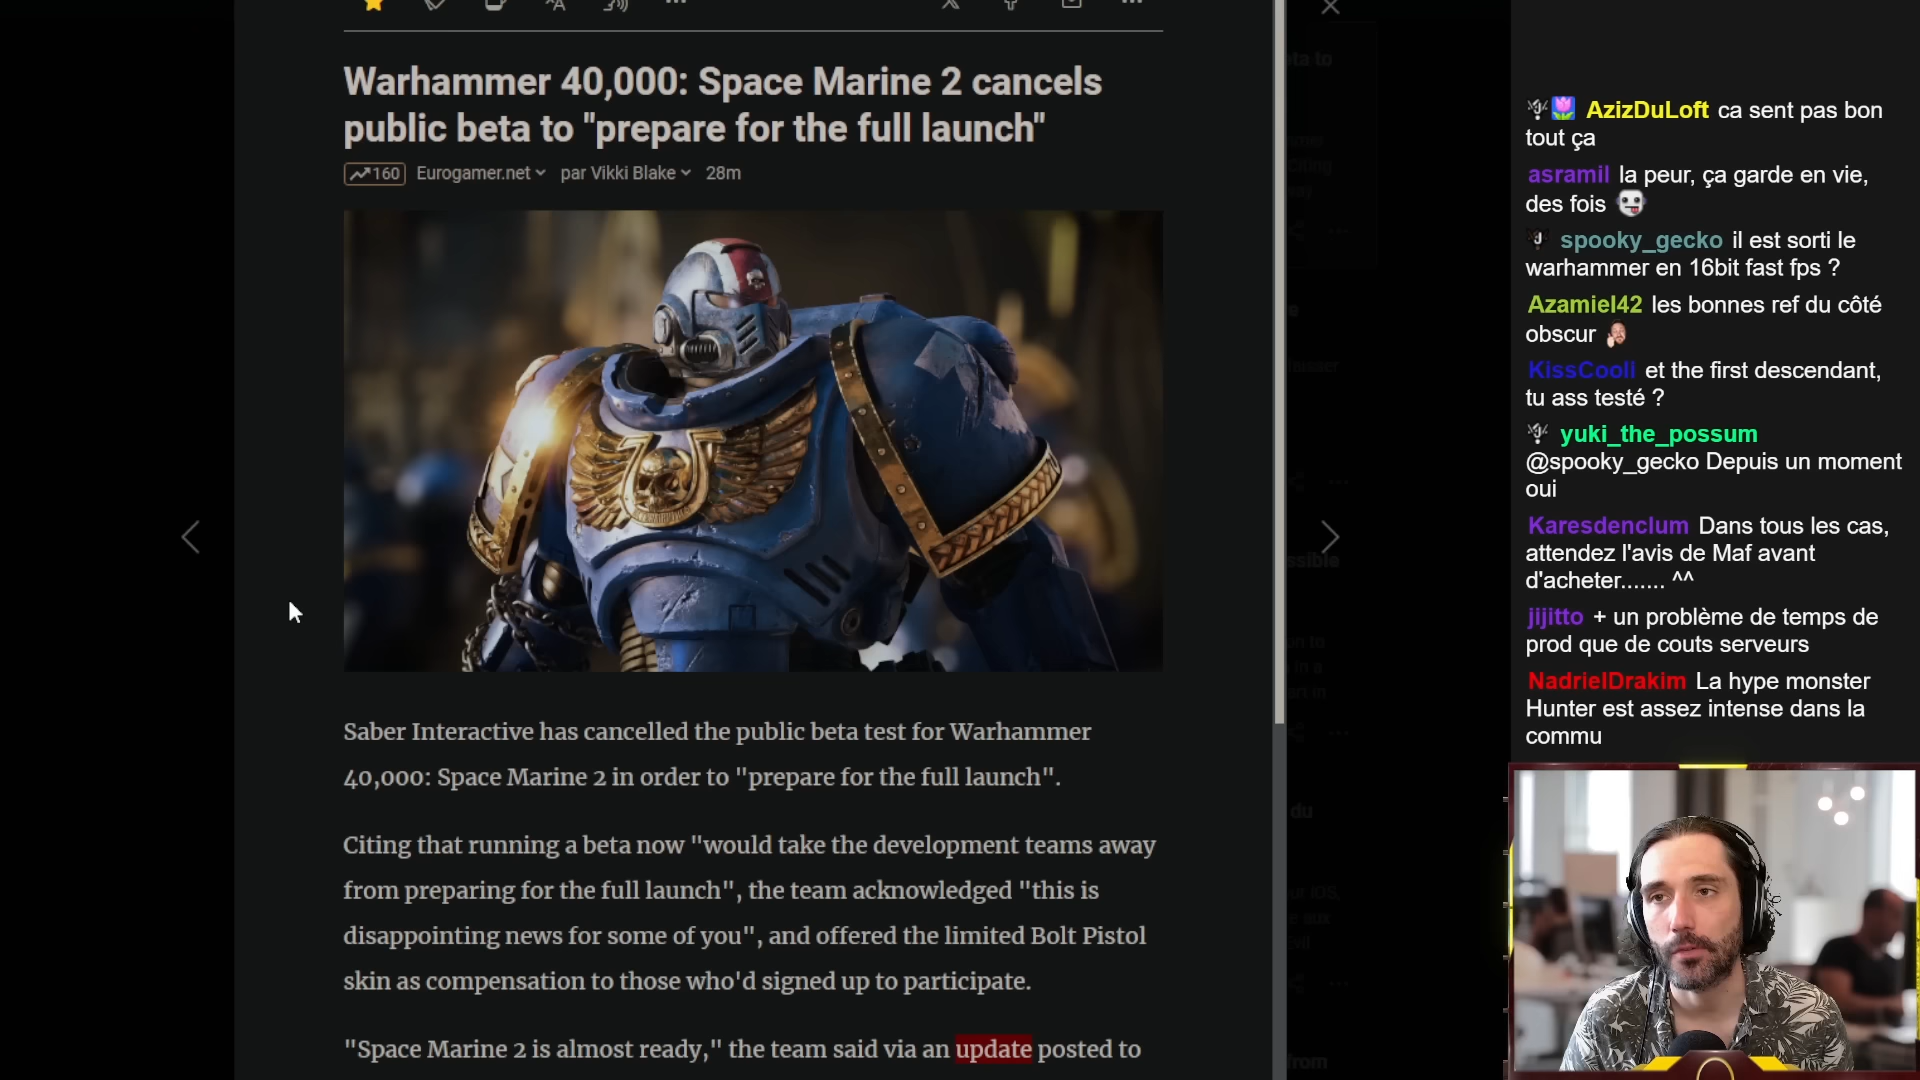 Warhammer 40,000: Space Marine 2 cancels
public beta to "prepare for the full launch"
160 Eurogamer.net par Vikki Blake 28m
Saber Interactive has cancelled the public beta test for Warhammer
40,000: Space Marine 2 in order to "prepare for the full launch".
Citing that running a beta now "would take the development teams away
from preparing for the full launch", the team acknowledged "this is
disappointing news for some of you", and offered the limited Bolt Pistol
skin as compensation to those who'd signed up to participate.
"Space Marine 2 is almost ready," the team said via an update posted to
AzizDuLoft ca sent pas bon
tout ça
asramil la peur, ça garde en vie,
des fois
spooky_gecko il est sorti le
warhammer en 16bit fast fps ?
Azamiel42 les bonnes ref du côté
obscur
KissCooli et the first descendant,
tu ass testé ?
yuki_the_possum
@spooky_gecko Depuis un moment
oui
Karesdenclum Dans tous les cas,
attendez l'avis de Maf avant
d'acheter....... ^^
jijitto + un problème de temps de
prod que de couts serveurs
NadrielDrakim La hype monster
Hunter est assez intense dans la
commu